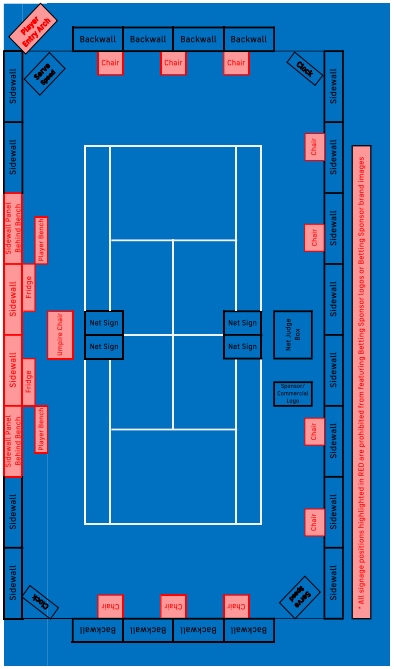 Player
Entry Arch
Backwall
Backwall
Backwall
Backwall
Chair
Chair
Chair
Serve
Speed
Clock
Sidewall
Sidewall
Sidewall Panel
Behind Bench
Sidewall
Sidewall
Sidewall Panel
Behind Bench
Sidewall
Sidewall
Player Bench
Fridge
Umpire Chair
Fridge
Player Bench
Net Sign
Net Sign
Net Sign
Net Sign
Net Judge
Box
Sponsor/
Commercial
Logo
Chair
Chair
Chair
Chair
Sidewall
Sidewall
Sidewall
Sidewall
Sidewall
Sidewall
Sidewall
Sidewall
* All signage positions highlighted in RED are prohibited from featuring Betting Sponsor logos or Betting Sponsor brand images
Clock
Serve
Speed
Chair
Chair
Chair
Backwall
Backwall
Backwall
Backwall